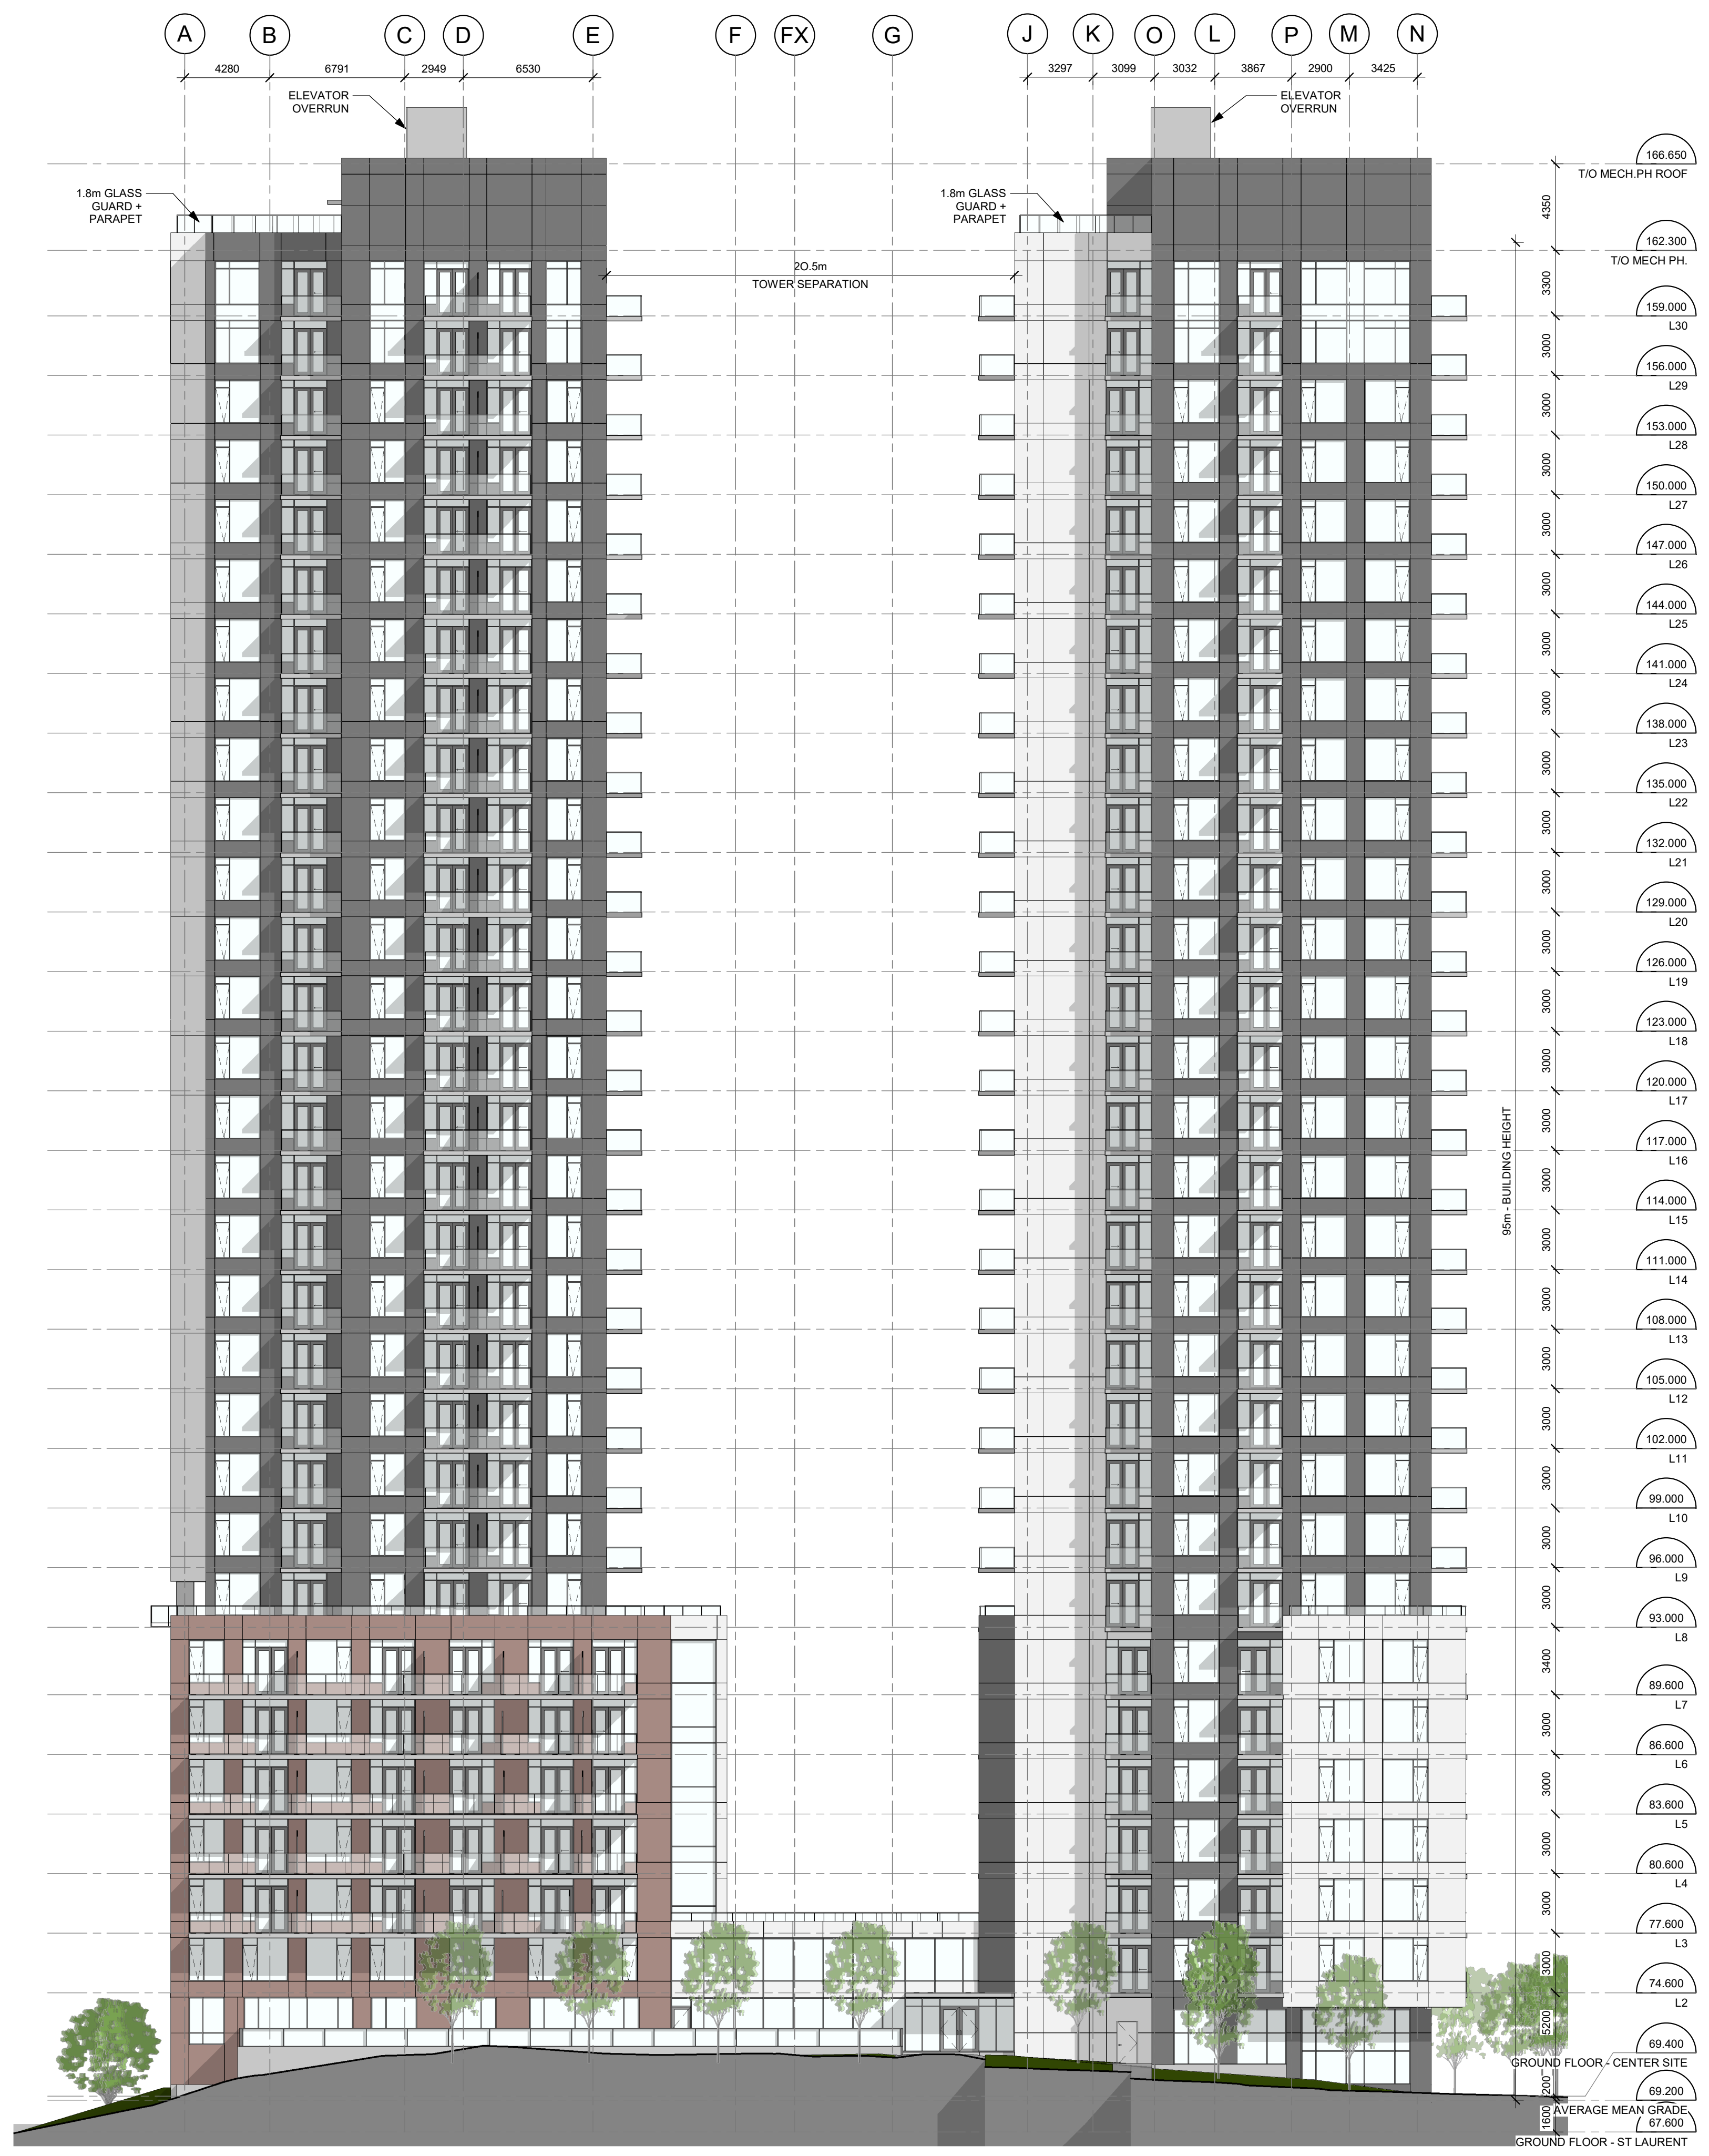 A B C D E F FX G J K O L P M N
4280 6791 2949 6530 3297 3099 3032 3867 2900 3425
ELEVATOR
OVERRUN
ELEVATOR
OVERRUN
1.8m GLASS
GUARD +
PARAPET
1.8m GLASS
GUARD +
PARAPET
20.5m
TOWER SEPARATION
95m - BUILDING HEIGHT
166.650
T/O MECH.PH ROOF
4350
162.300
T/O MECH PH.
3300
159.000
L30
3000
156.000
L29
3000
153.000
L28
3000
150.000
L27
3000
147.000
L26
3000
144.000
L25
3000
141.000
L24
3000
138.000
L23
3000
135.000
L22
3000
132.000
L21
3000
129.000
L20
3000
126.000
L19
3000
123.000
L18
3000
120.000
L17
3000
117.000
L16
3000
114.000
L15
3000
111.000
L14
3000
108.000
L13
3000
105.000
L12
3000
102.000
L11
3000
99.000
L10
3000
96.000
L9
3000
93.000
L8
3400
89.600
L7
3000
86.600
L6
3000
83.600
L5
3000
80.600
L4
3000
77.600
L3
3000
74.600
L2
5200
69.400
GROUND FLOOR - CENTER SITE
200
69.200
AVERAGE MEAN GRADE
1600
67.600
GROUND FLOOR - ST LAURENT